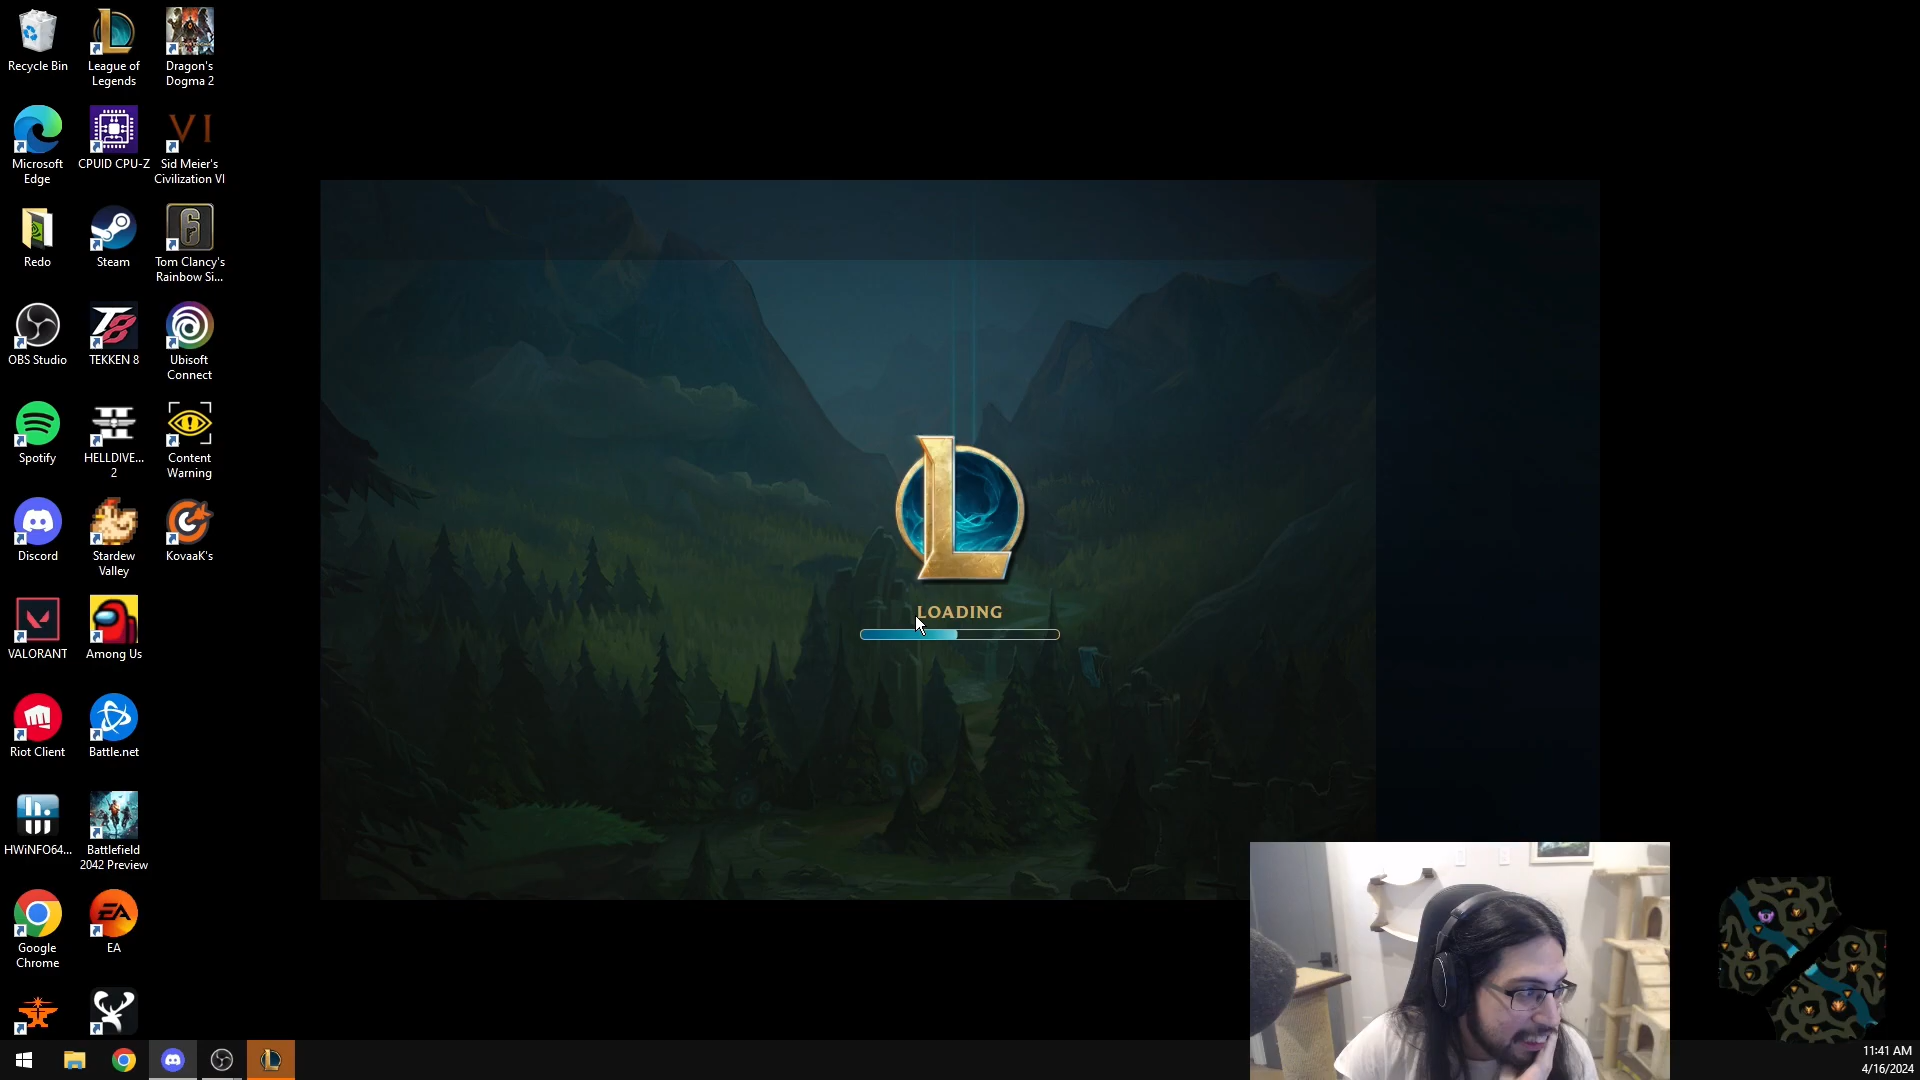 Recycle Bin
League of
Legends
Dragon's
Dogma 2
Microsoft
Edge
CPUID CPU-Z
Sid Meier's
Civilization VI
Redo
Steam
Tom Clancy's
Rainbow Si...
OBS Studio
TEKKEN 8
Ubisoft
Connect
Spotify
HELLDIVE...
2
Content
Warning
Discord
Stardew
Valley
KovaaK's
VALORANT
Among Us
Riot Client
Battle.net
HWiNFO64...
Battlefield
2042 Preview
Google
Chrome
EA
LOADING
11:41 AM
4/16/2024